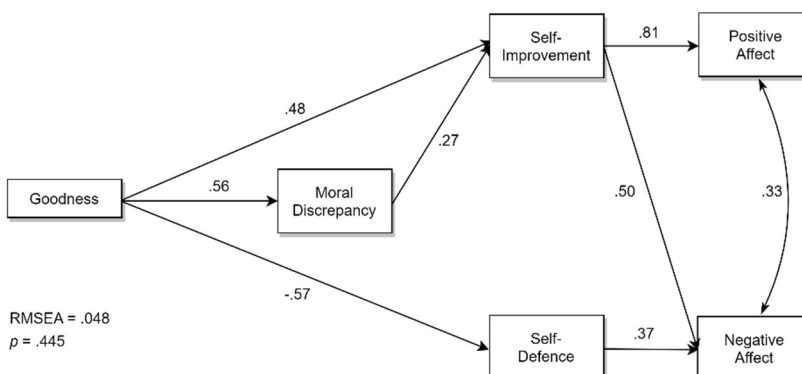 Self-
Improvement
.81
Positive
Affect
.48
.27
Goodness
.56
Moral
Discrepancy
.50
.33
-.57
RMSEA = .048
p = .445
Self-
Defence
.37
Negative
Affect